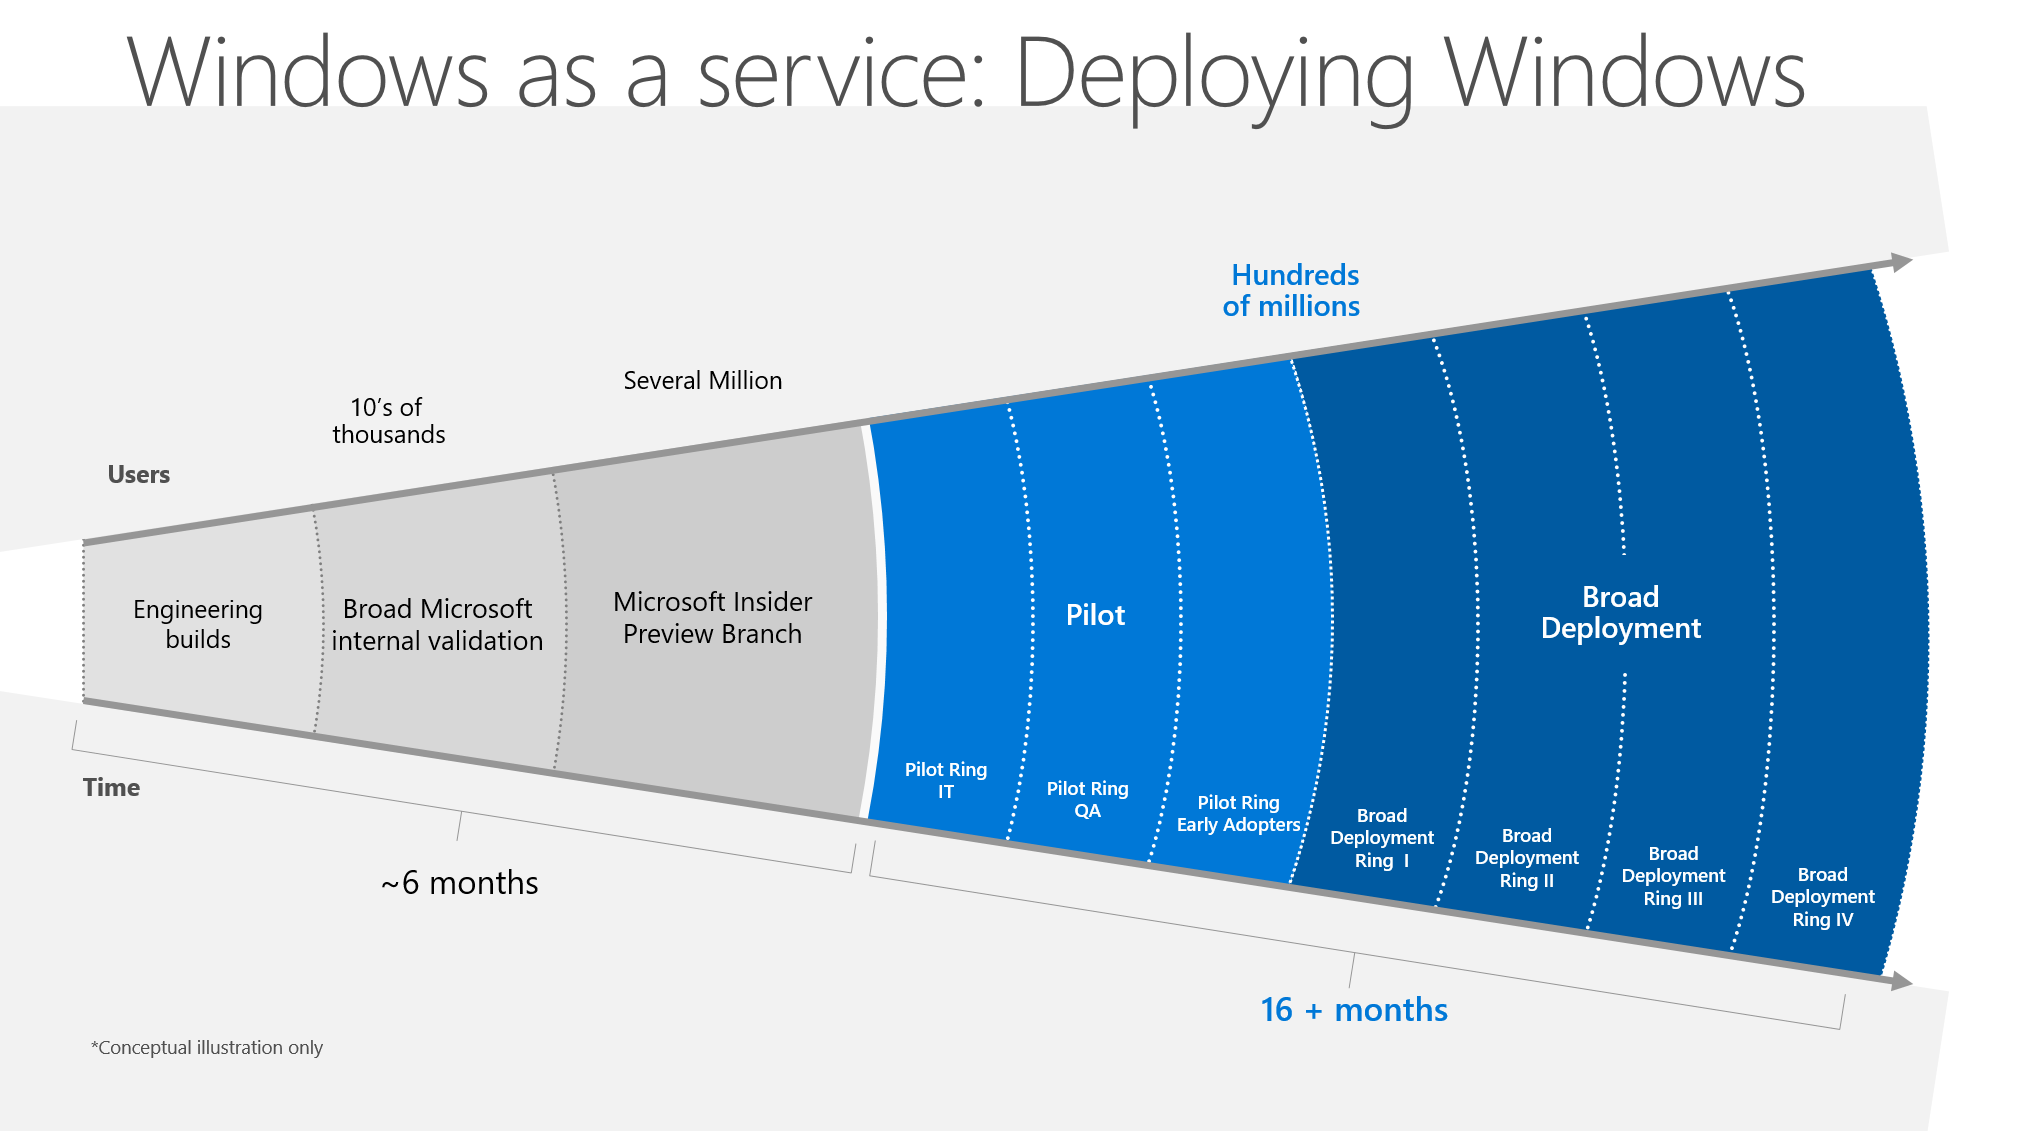 Windows as a service: Deploying Windows
Hundreds
of millions
Several Million
10's of
thousands
Users
Engineering
builds
Broad Microsoft
internal validation
Microsoft Insider
Preview Branch
Pilot
Broad
Deployment
Pilot Ring
IT
Pilot Ring
QA
Pilot Ring
Early Adopters
Broad
Deployment
Ring I
Broad
Deployment
Ring II
Broad
Deployment
Ring III
Broad
Deployment
Ring IV
Time
~6 months
16 + months
*Conceptual illustration only